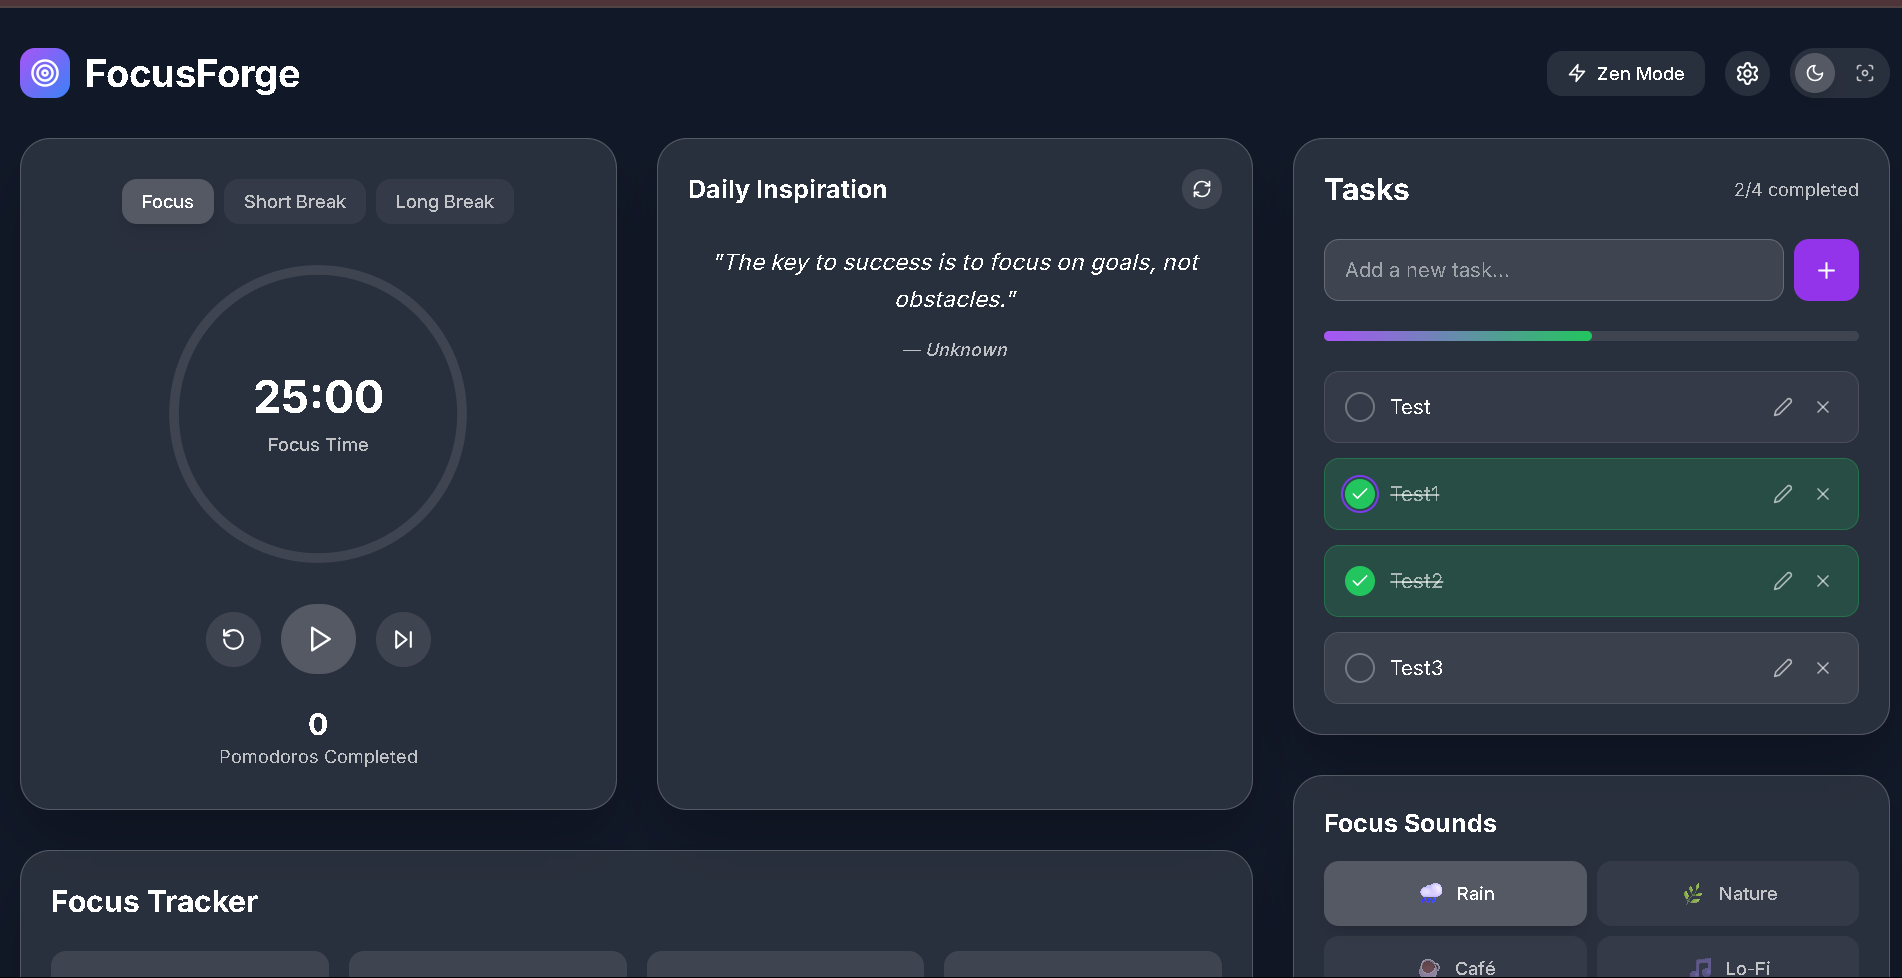 FocusForge
Zen Mode
Focus
Short Break
Long Break
25:00
Focus Time
0
Pomodoros Completed
Daily Inspiration
"The key to success is to focus on goals, not
obstacles."
— Unknown
Tasks
2/4 completed
Add a new task...
Test
Test1
Test2
Test3
Focus Tracker
Focus Sounds
Rain
Nature
Café
Lo-Fi